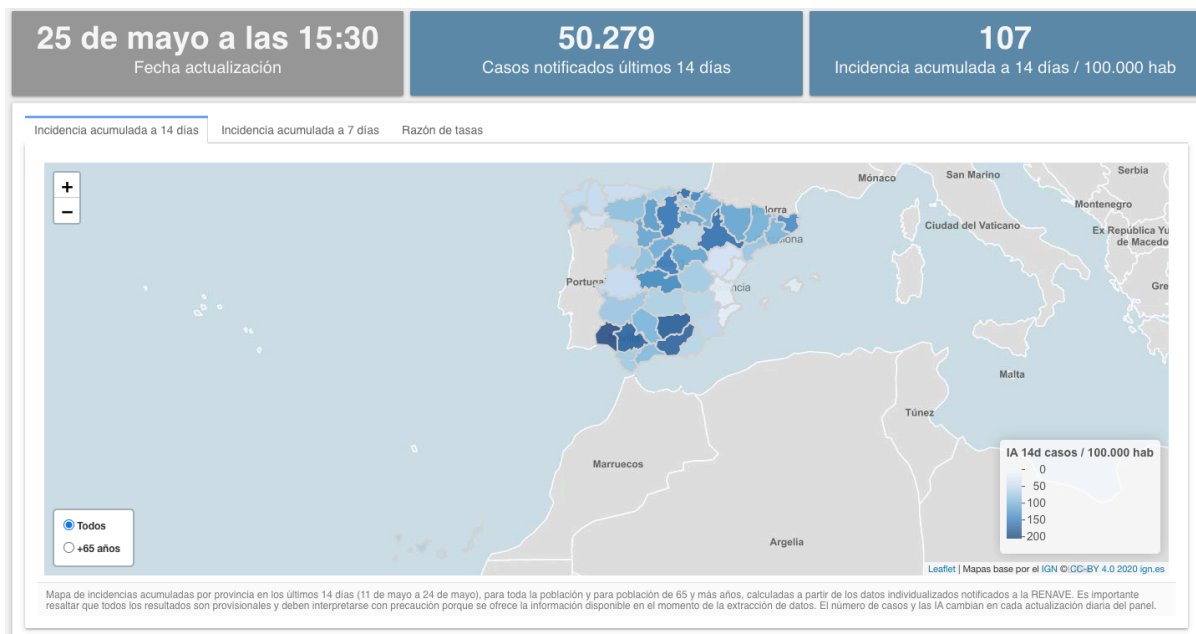 25 de mayo a las 15:30
Fecha actualización
50.279
Casos notificados últimos 14 días
107
Incidencia acumulada a 14 días / 100.000 hab
Incidencia acumulada a 14 días
Incidencia acumulada a 7 días
Razón de tasas
+
−
Mónaco
San Marino
Serbia
Montenegro
Ciudad del Vaticano
Ex República Yu
de Macedo
Gre
lorra
lona
Portuga
ncia
Malta
Túnez
Marruecos
Argelia
IA 14d casos / 100.000 hab
- 0
- 50
- 100
- 150
- 200
Todos
+65 años
Leaflet | Mapas base por el IGN © CC-BY 4.0 2020 ign.es
Mapa de incidencias acumuladas por provincia en los últimos 14 días (11 de mayo a 24 de mayo), para toda la población y para población de 65 y más años, calculadas a partir de los datos individualizados notificados a la RENAVE. Es importante
resaltar que todos los resultados son provisionales y deben interpretarse con precaución porque se ofrece la información disponible en el momento de la extracción de datos. El número de casos y las IA cambian en cada actualización diaria del panel.